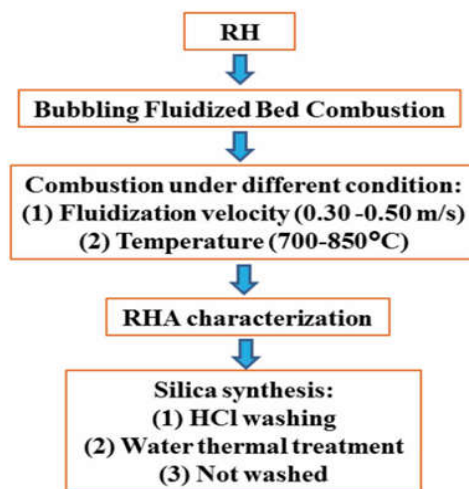 RH
Bubbling Fluidized Bed Combustion
Combustion under different condition:
(1) Fluidization velocity (0.30 -0.50 m/s)
(2) Temperature (700-850°C)
RHA characterization
Silica synthesis:
(1) HCl washing
(2) Water thermal treatment
(3) Not washed